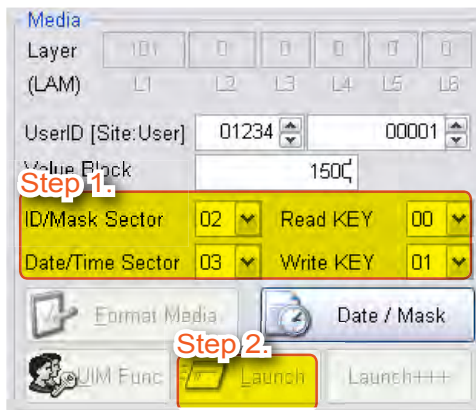 Media
Layer 101 0 0 0 0 0
(LAM) L1 L2 L3 L4 L5 L6
UserID [Site:User] 01234 00001
Value Block 1500
Step 1.
ID/Mask Sector 02 Read KEY 00
Date/Time Sector 03 Write KEY 01
Format Media Date / Mask
Step 2.
UIM Func Launch Launch+++